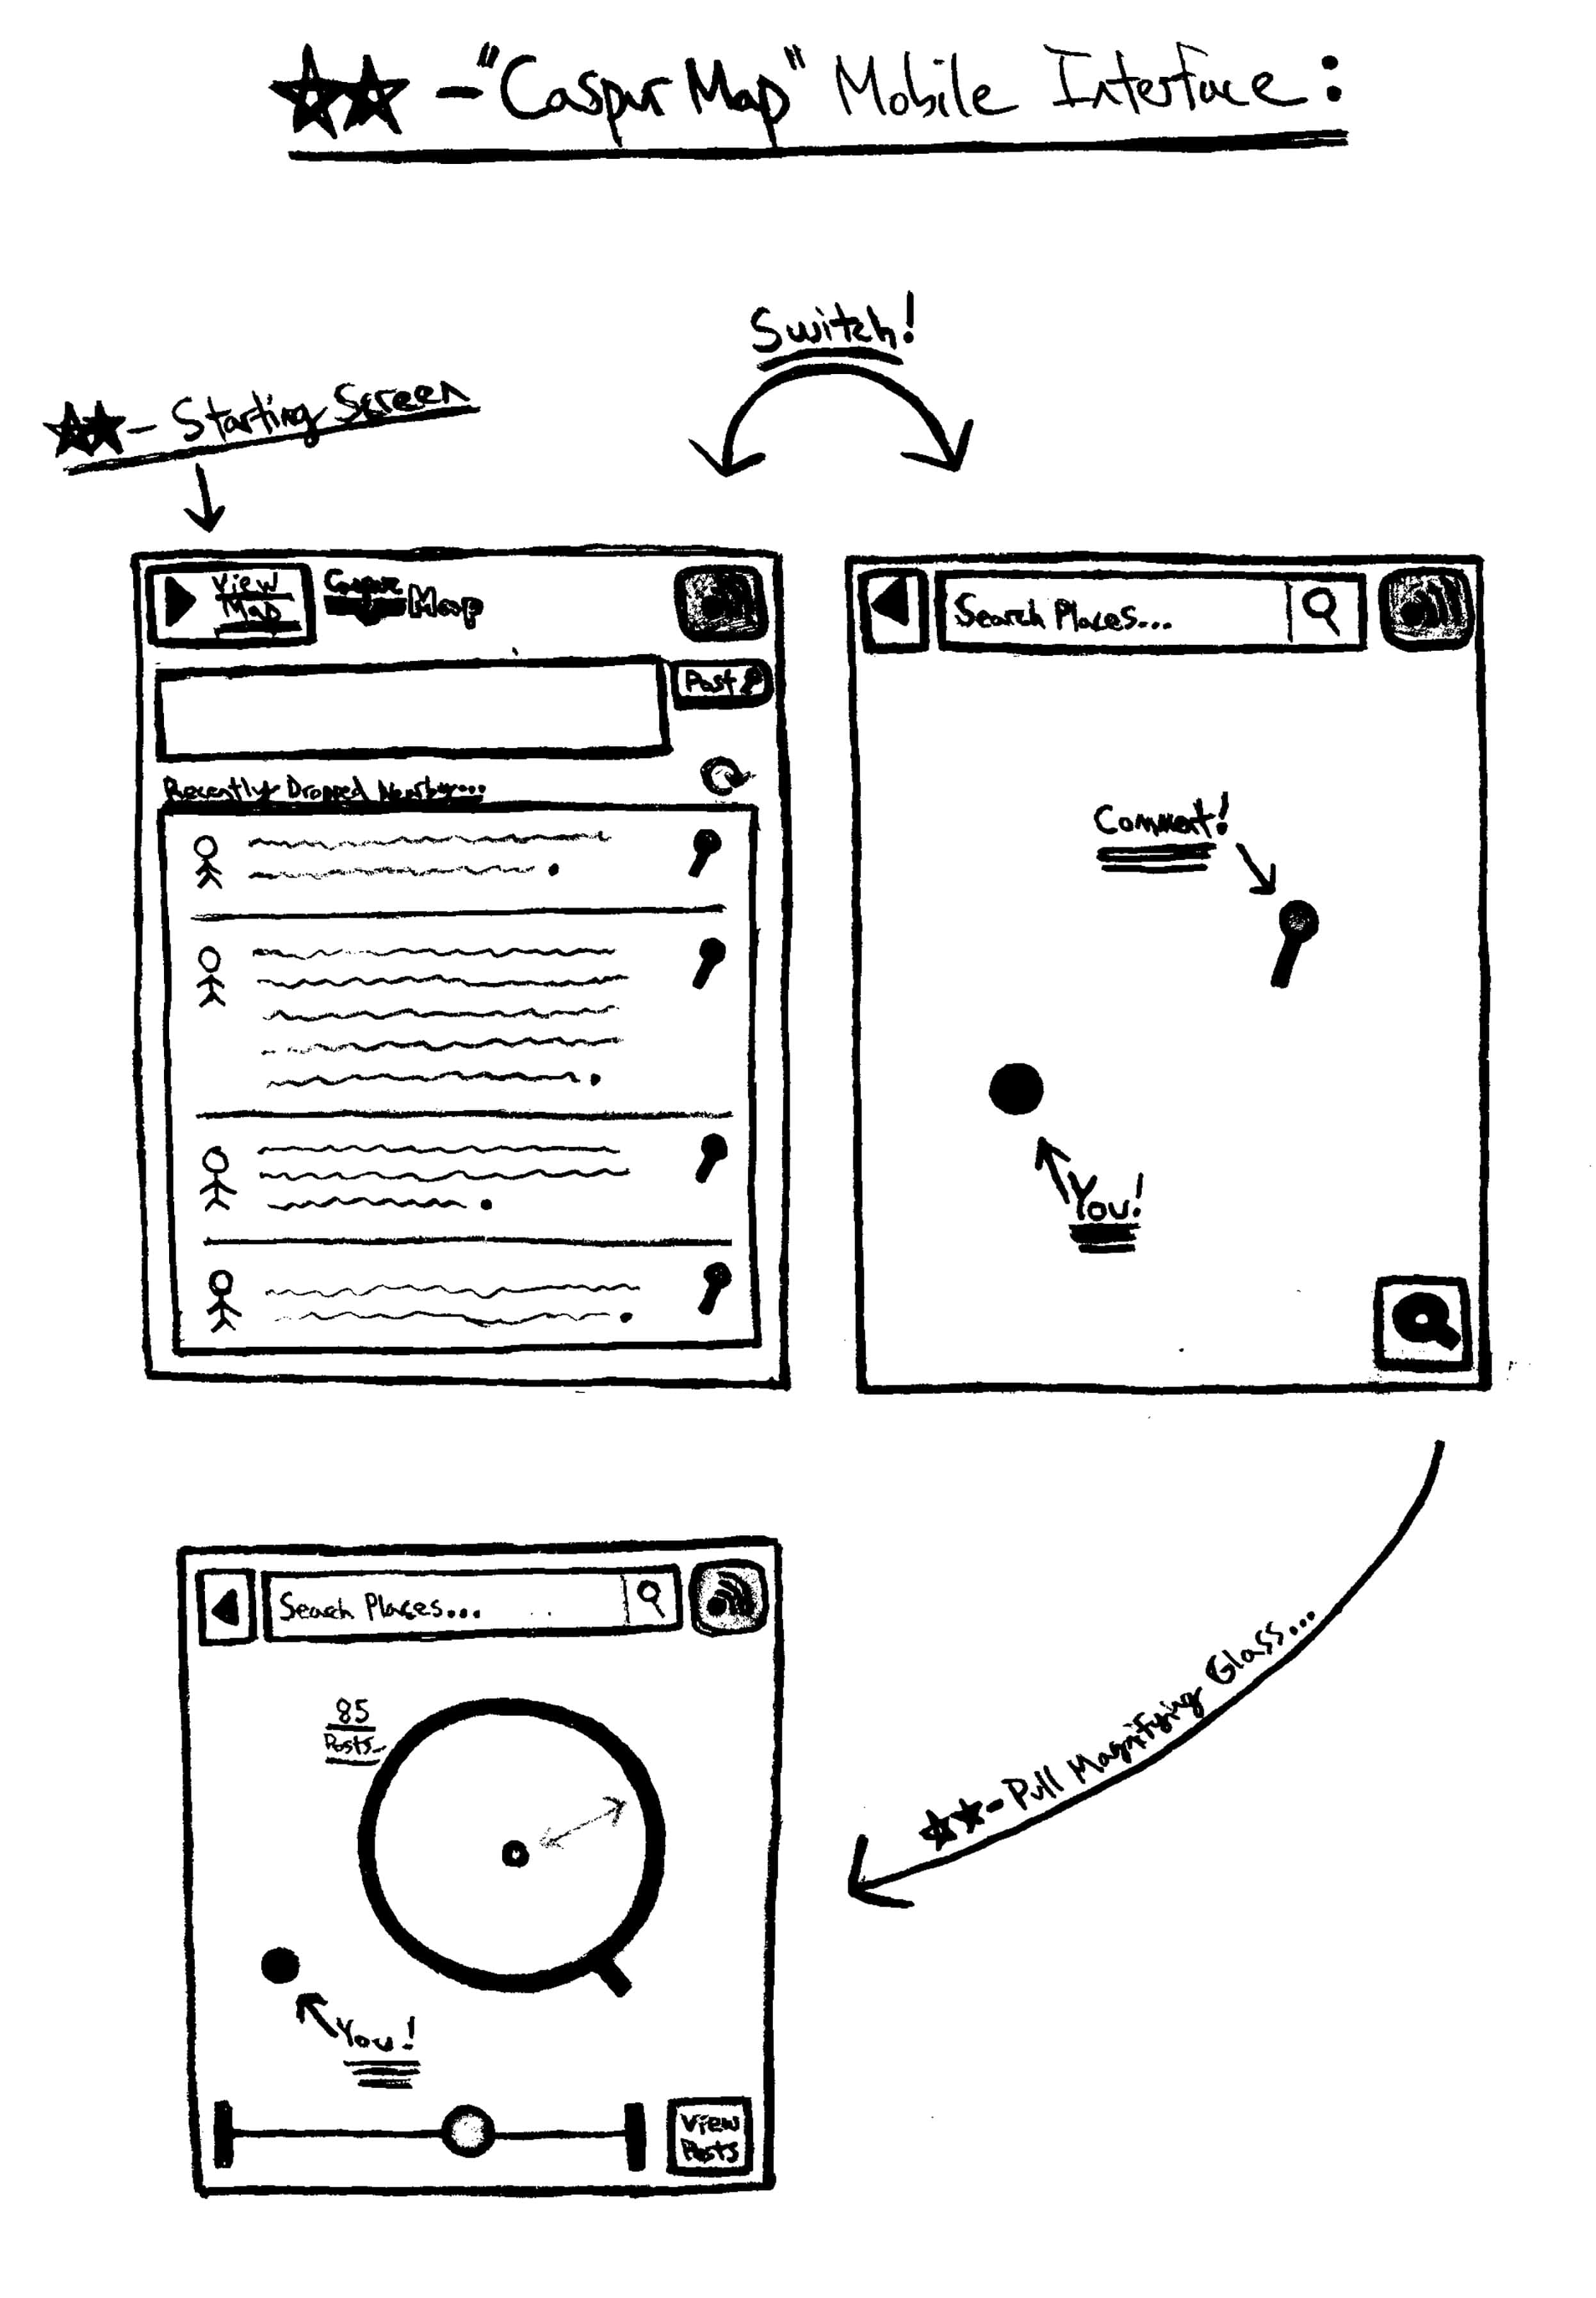 "Caspur Map" Mobile Interface:
Switch!
- Starting Screen
View
Map
Map
Post
Recently Dropped Nearby...
Search Places...
Comment!
You!
Search Places...
85
Posts
You!
View
Posts
- Pull Magnifying Glass...